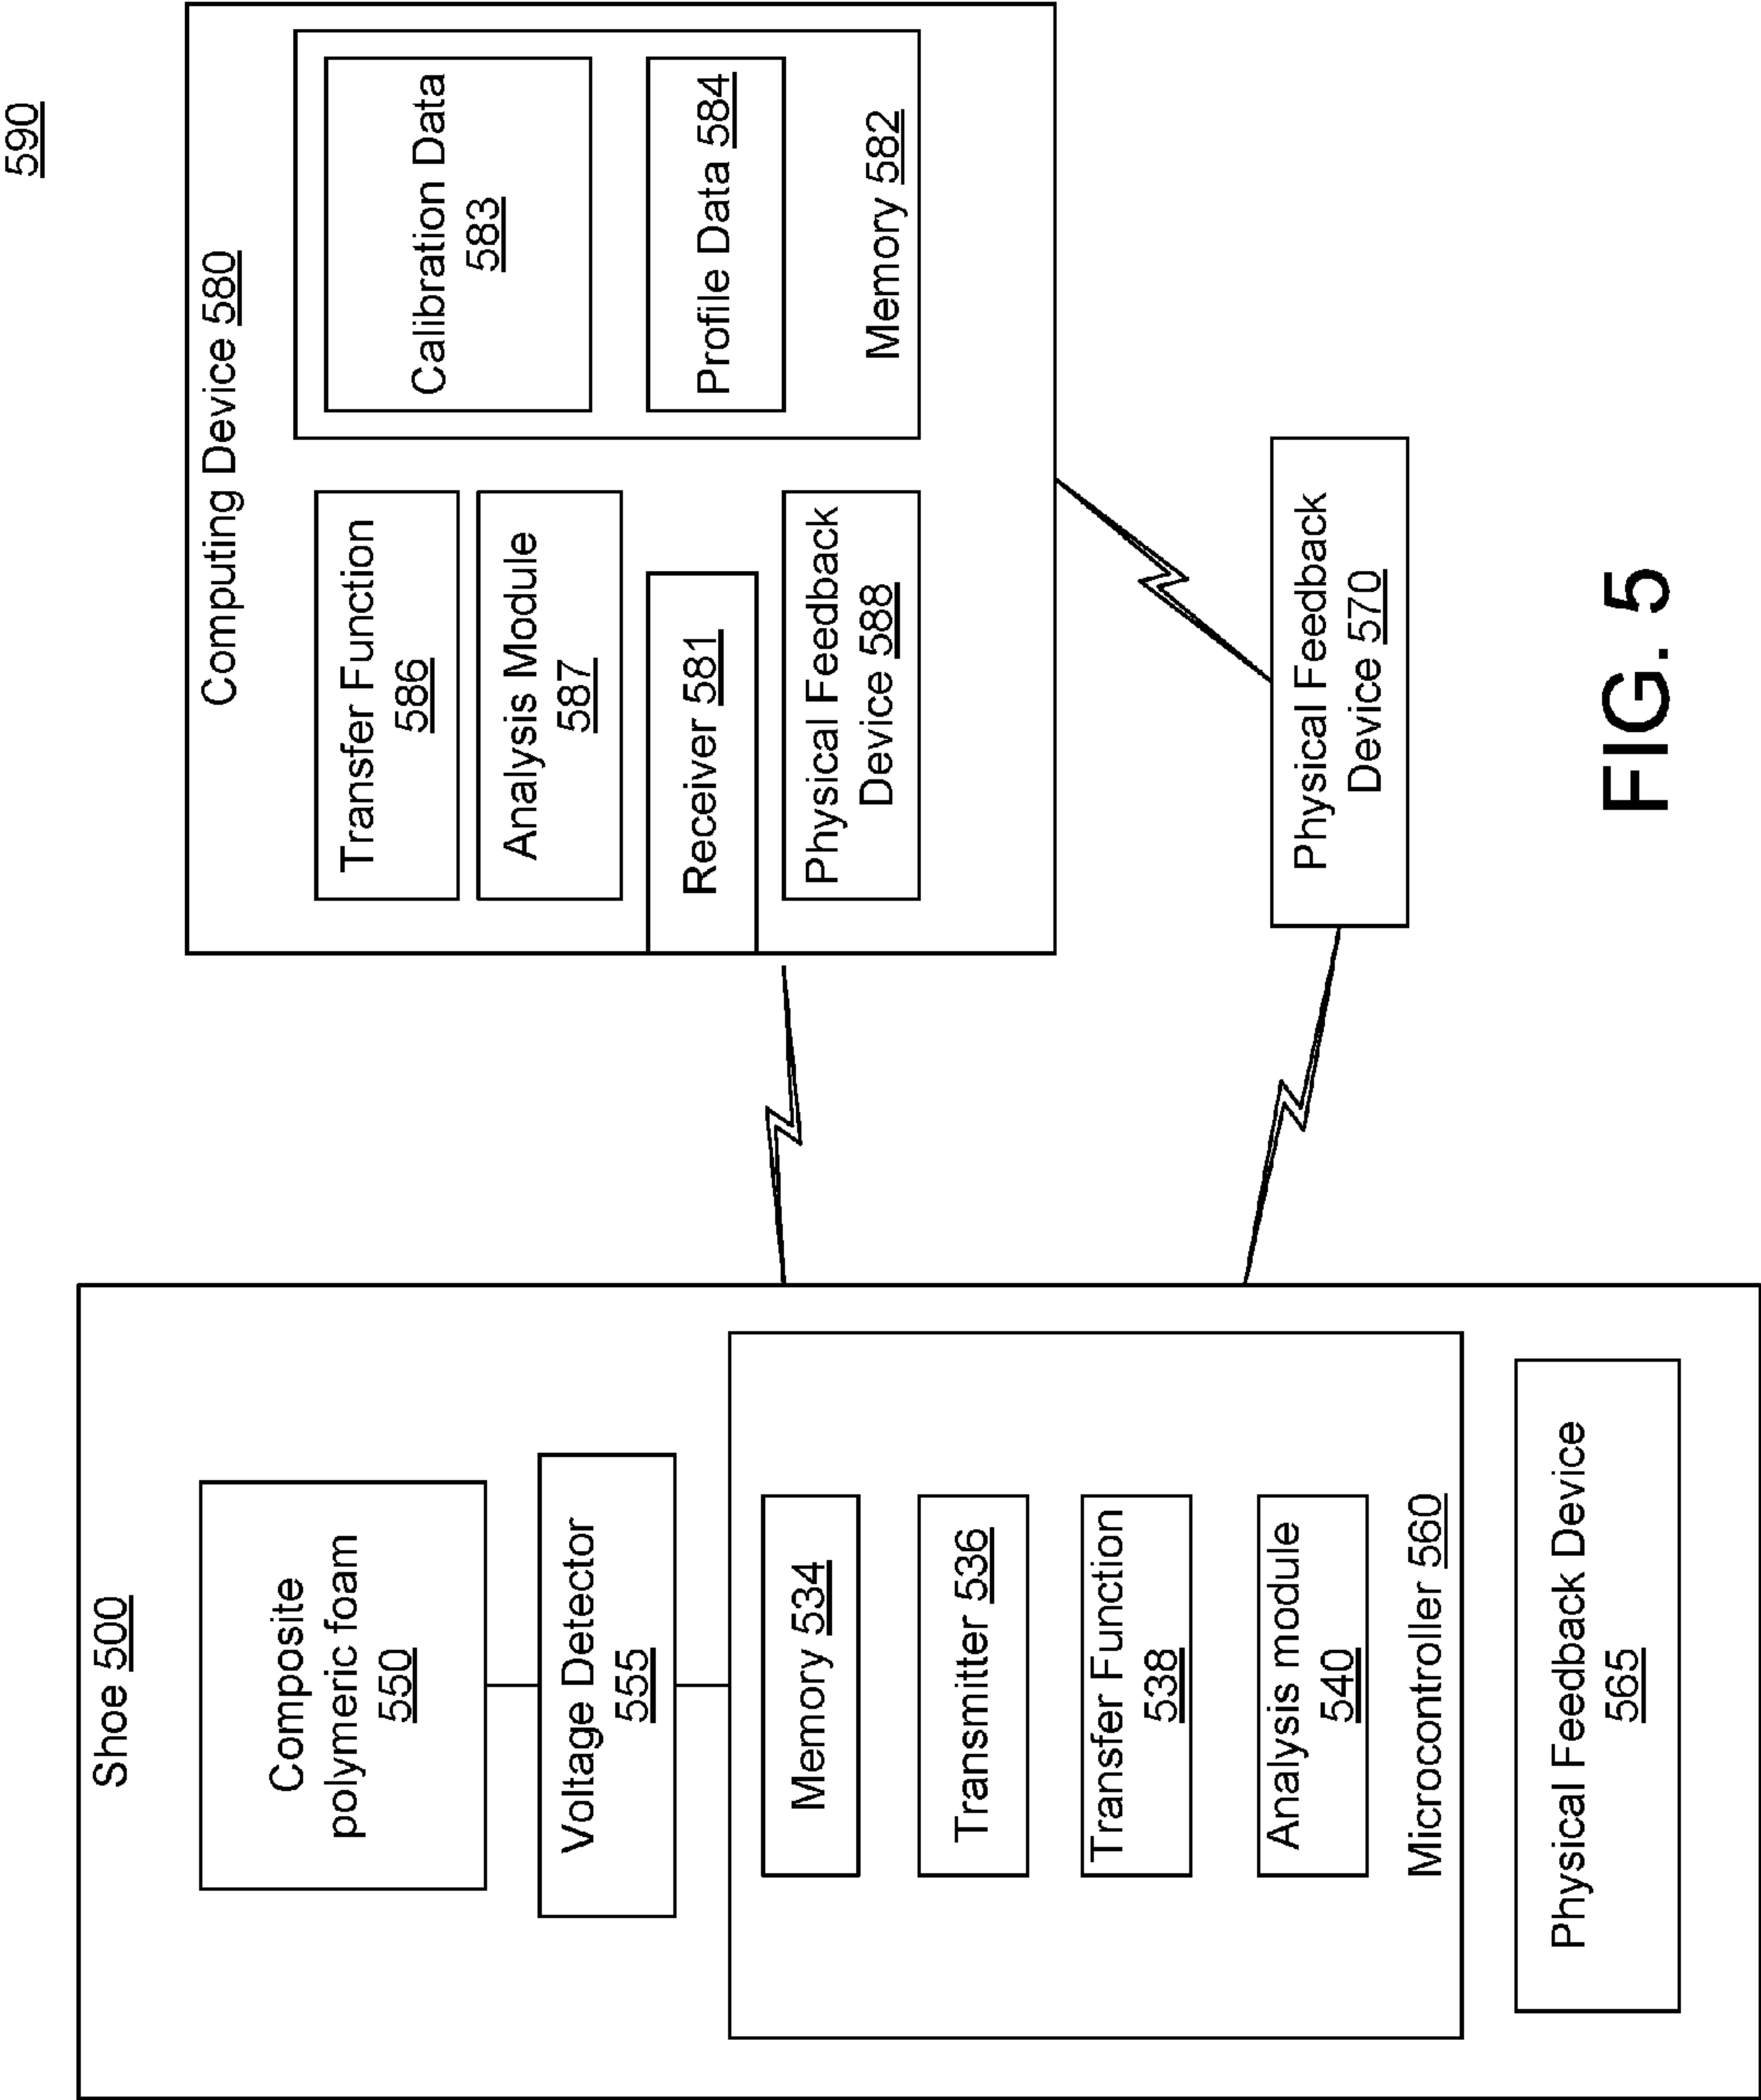 590
Shoe 500
Composite
polymeric foam
550
Voltage Detector
555
Memory 534
Transmitter 536
Transfer Function
538
Analysis module
540
Microcontroller 560
Physical Feedback Device
565
Computing Device 580
Transfer Function
586
Analysis Module
587
Receiver 581
Physical Feedback
Device 588
Calibration Data
583
Profile Data 584
Memory 582
Physical Feedback
Device 570
FIG. 5